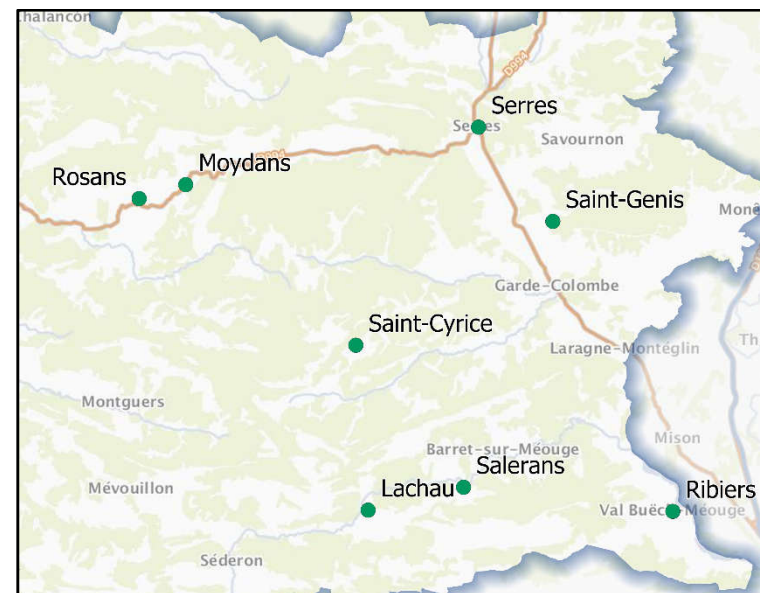 D994
Serres
Savournon
Rosans
Moydans
Saint-Genis
Garde-Colombe
Saint-Cyrice
Laragne-Montéglin
Montguers
Mison
Barret-sur-Méouge
Salerans
Mévouillon
Lachau
Ribiers
Séderon